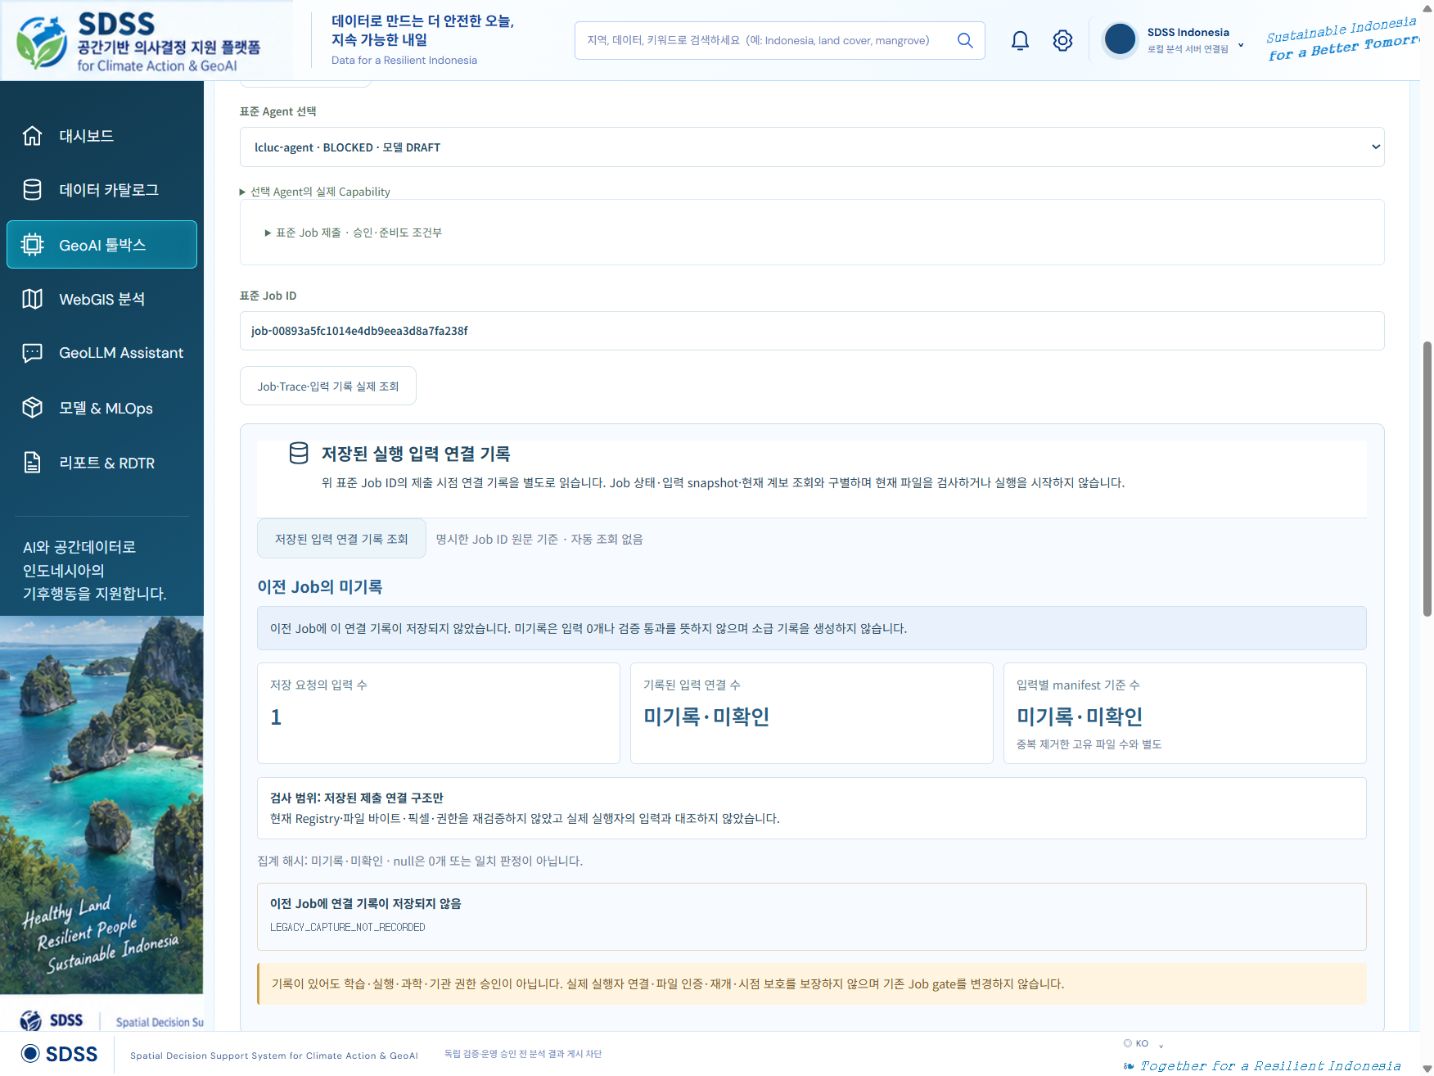 SDSS
공간기반 의사결정 지원 플랫폼
for Climate Action & GeoAI
데이터로 만드는 더 안전한 오늘,
지속 가능한 내일
Data for a Resilient Indonesia
지역, 데이터, 키워드로 검색하세요 (예: Indonesia, land cover, mangrove)
SDSS Indonesia
로컬 분석 서버 연결됨
Sustainable Indonesia
for a Better Tomorr
대시보드
데이터 카탈로그
GeoAI 툴박스
WebGIS 분석
GeoLLM Assistant
모델 & MLOps
리포트 & RDTR
AI와 공간데이터로
인도네시아의
기후행동을 지원합니다.
Healthy Land
Resilient People
Sustainable Indonesia
SDSS
Spatial Decision Su
표준 Agent 선택
lcluc-agent · BLOCKED · 모델 DRAFT
▶ 선택 Agent의 실제 Capability
▶ 표준 Job 제출 · 승인·준비도 조건부
표준 Job ID
job-00893a5fc1014e4db9eea3d8a7fa238f
Job·Trace·입력 기록 실제 조회
저장된 실행 입력 연결 기록
위 표준 Job ID의 제출 시점 연결 기록을 별도로 읽습니다. Job 상태·입력 snapshot·현재 계보 조회와 구별하며 현재 파일을 검사하거나 실행을 시작하지 않습니다.
저장된 입력 연결 기록 조회
명시한 Job ID 원문 기준 · 자동 조회 없음
이전 Job의 미기록
이전 Job에 이 연결 기록이 저장되지 않았습니다. 미기록은 입력 0개나 검증 통과를 뜻하지 않으며 소급 기록을 생성하지 않습니다.
저장 요청의 입력 수
1
기록된 입력 연결 수
미기록·미확인
입력별 manifest 기준 수
미기록·미확인
중복 제거한 고유 파일 수와 별도
검사 범위: 저장된 제출 연결 구조만
현재 Registry·파일 바이트·픽셀·권한을 재검증하지 않았고 실제 실행자의 입력과 대조하지 않았습니다.
집계 해시: 미기록·미확인 · null은 0개 또는 일치 판정이 아닙니다.
이전 Job에 연결 기록이 저장되지 않음
LEGACY_CAPTURE_NOT_RECORDED
기록이 있어도 학습·실행·과학·기관 권한 승인이 아닙니다. 실제 실행자 연결·파일 인증·재개·시점 보호를 보장하지 않으며 기존 Job gate를 변경하지 않습니다.
SDSS
Spatial Decision Support System for Climate Action & GeoAI
독립 검증·운영 승인 전 분석 결과 게시 차단
KO
Together for a Resilient Indonesia